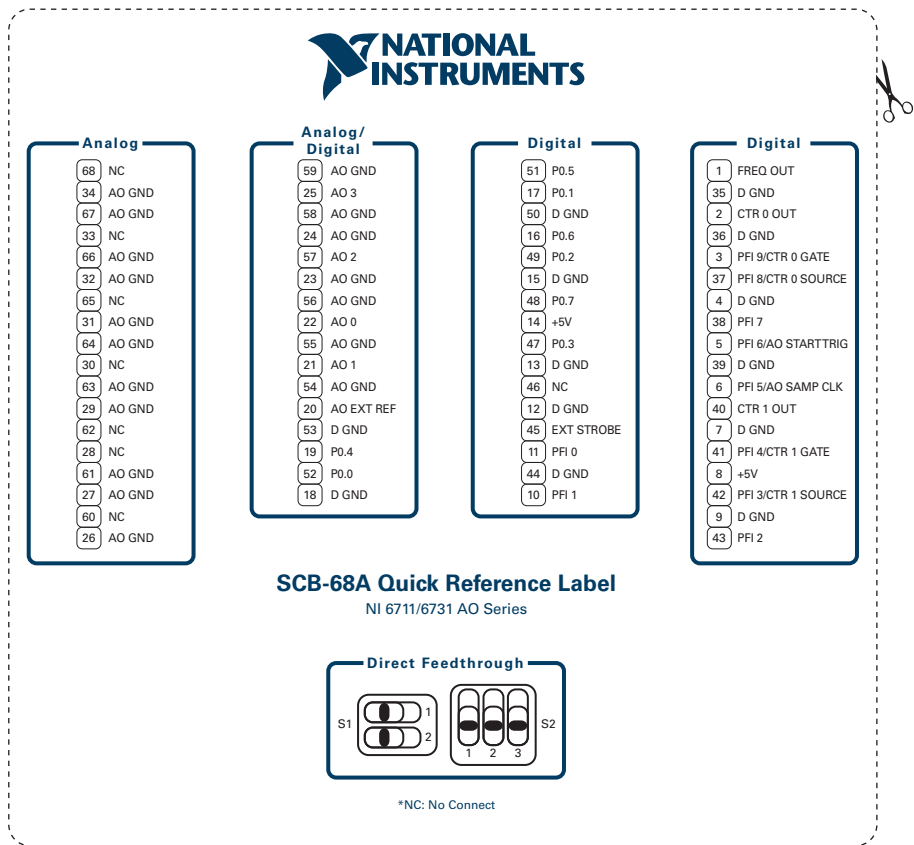 NATIONAL
INSTRUMENTS
Analog
68 NC
34 AO GND
67 AO GND
33 NC
66 AO GND
32 AO GND
65 NC
31 AO GND
64 AO GND
30 NC
63 AO GND
29 AO GND
62 NC
28 NC
61 AO GND
27 AO GND
60 NC
26 AO GND
Analog/
Digital
59 AO GND
25 AO 3
58 AO GND
24 AO GND
57 AO 2
23 AO GND
56 AO GND
22 AO 0
55 AO GND
21 AO 1
54 AO GND
20 AO EXT REF
53 D GND
19 P0.4
52 P0.0
18 D GND
Digital
51 P0.5
17 P0.1
50 D GND
16 P0.6
49 P0.2
15 D GND
48 P0.7
14 +5V
47 P0.3
13 D GND
46 NC
12 D GND
45 EXT STROBE
11 PFI 0
44 D GND
10 PFI 1
Digital
1 FREQ OUT
35 D GND
2 CTR 0 OUT
36 D GND
3 PFI 9/CTR 0 GATE
37 PFI 8/CTR 0 SOURCE
4 D GND
38 PFI 7
5 PFI 6/AO START TRIG
39 D GND
6 PFI 5/AO SAMP CLK
40 CTR 1 OUT
7 D GND
41 PFI 4/CTR 1 GATE
8 +5V
42 PFI 3/CTR 1 SOURCE
9 D GND
43 PFI 2
SCB-68A Quick Reference Label
NI 6711/6731 AO Series
Direct Feedthrough
S1
1
2
1 2 3
S2
*NC: No Connect